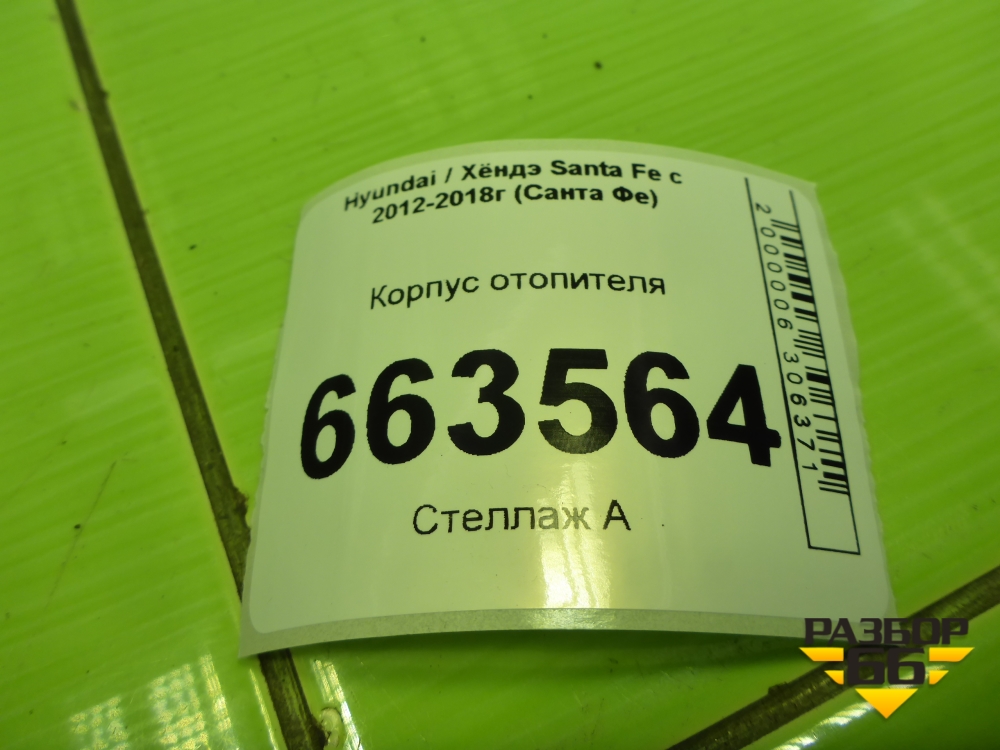 Hyundai / Хёндэ Santa Fe с
2012-2018г (Санта Фе)
Корпус отопителя
663564
Стеллаж А
2000006306371
РАЗБОР
66